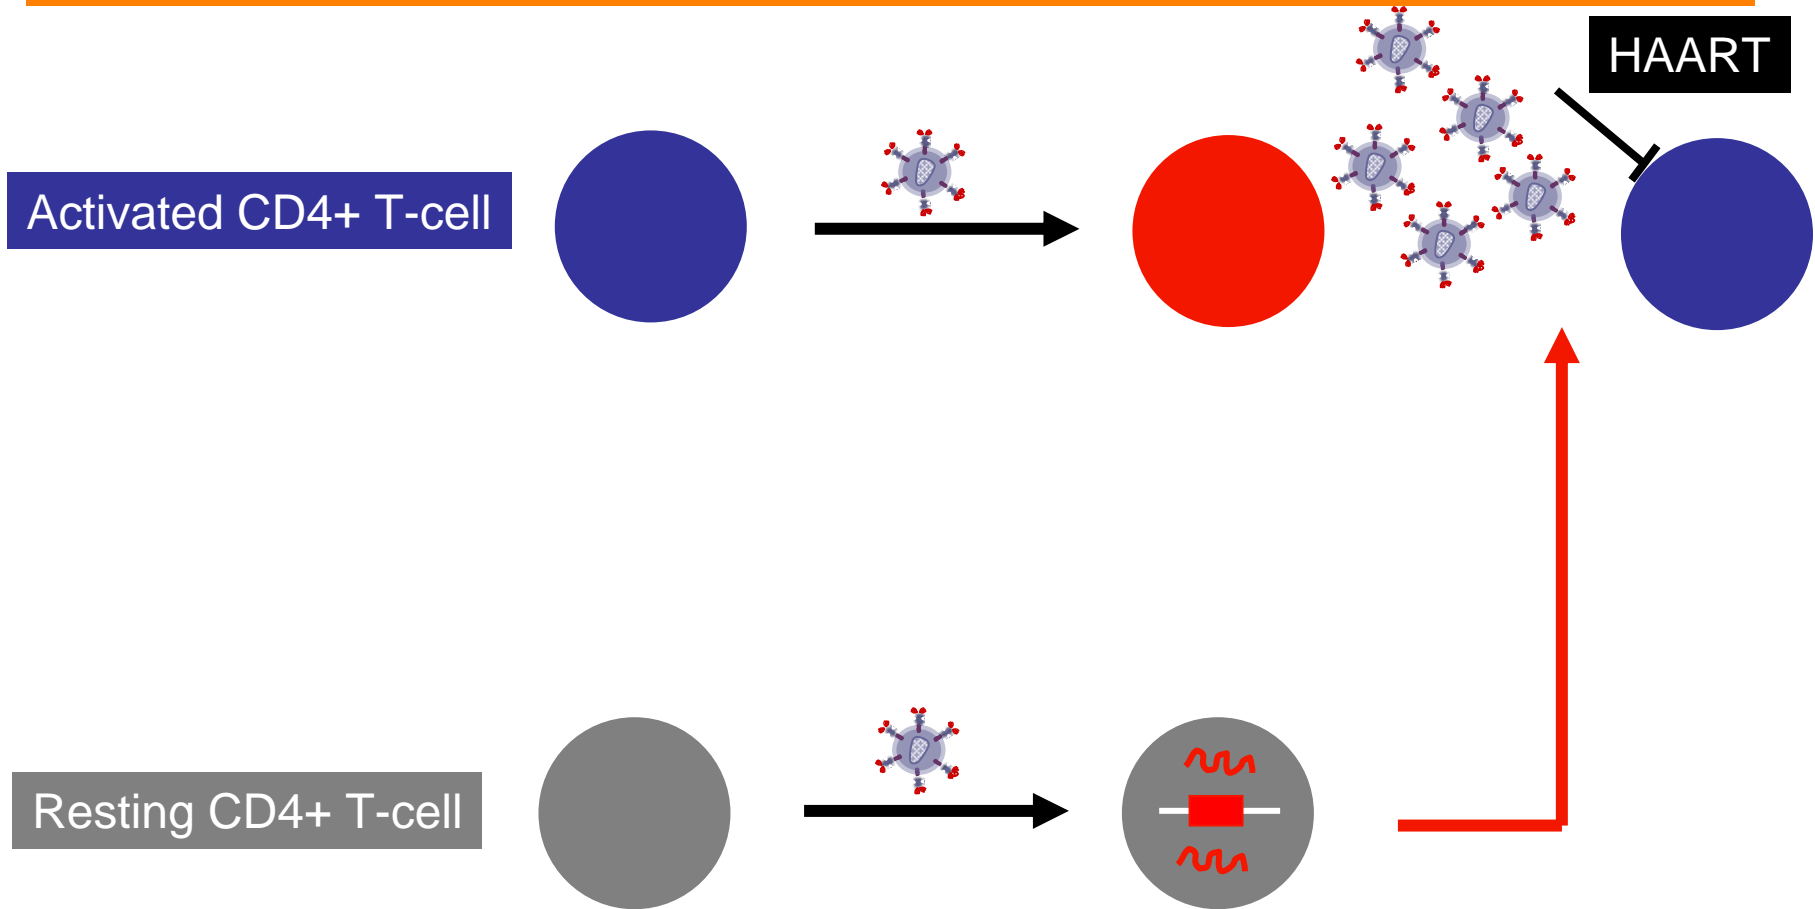 HAART
Activated CD4+ T-cell
Resting CD4+ T-cell